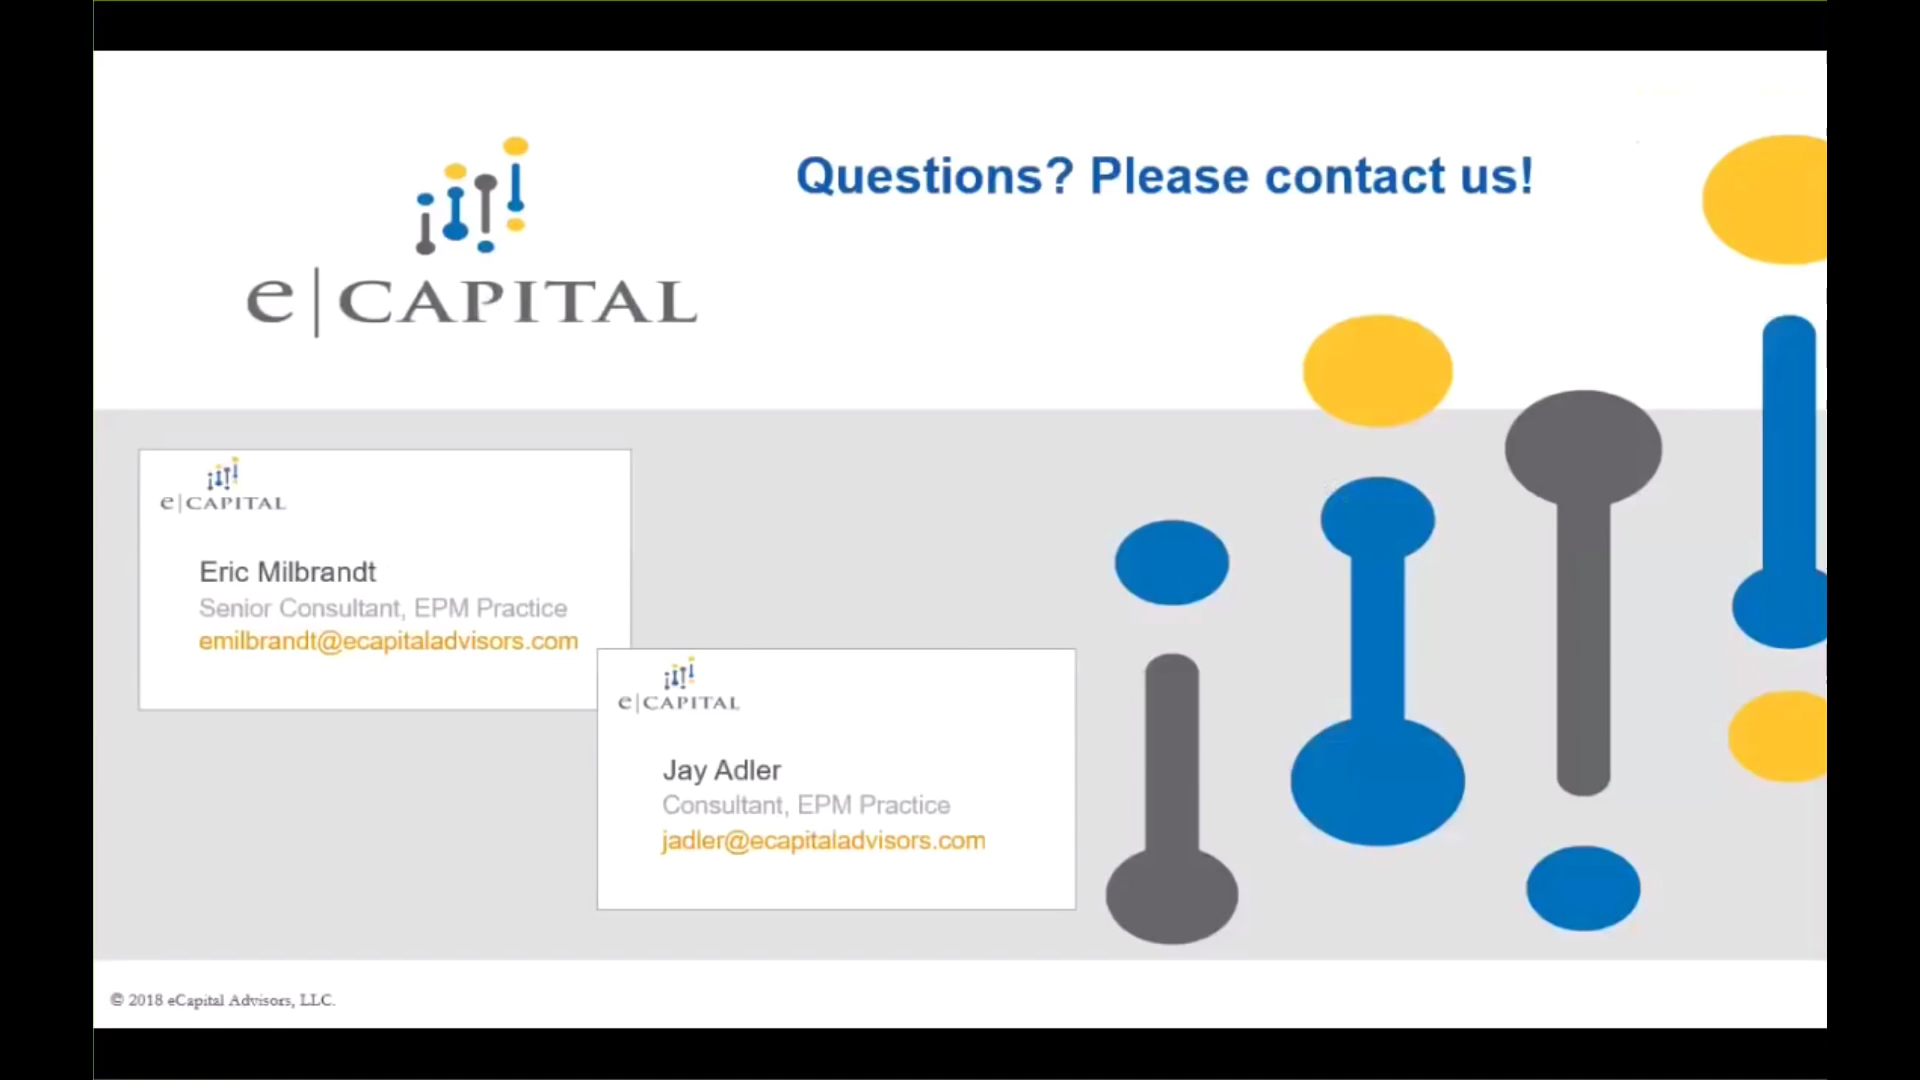 Questions? Please contact us!
e|CAPITAL
e|CAPITAL
Eric Milbrandt
Senior Consultant, EPM Practice
emilbrandt@ecapitaladvisors.com
e|CAPITAL
Jay Adler
Consultant, EPM Practice
jadler@ecapitaladvisors.com
© 2018 eCapital Advisors, LLC.